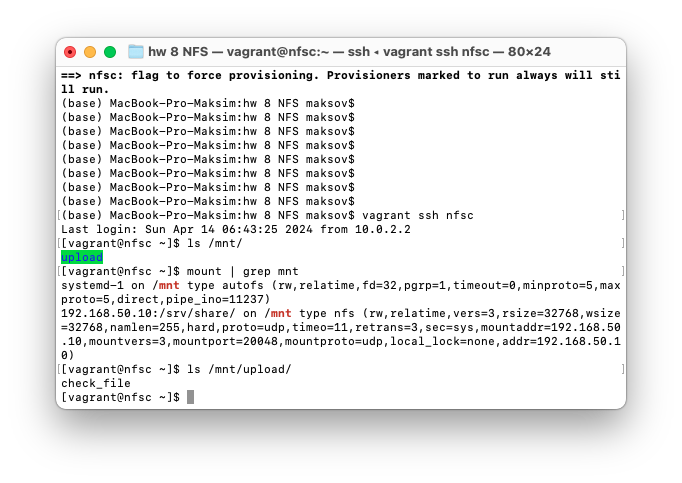 hw 8 NFS — vagrant@nfsc:~ — ssh ◂ vagrant ssh nfsc — 80×24
==> nfsc: flag to force provisioning. Provisioners marked to run always will sti
ll run.
(base) MacBook-Pro-Maksim:hw 8 NFS maksov$
(base) MacBook-Pro-Maksim:hw 8 NFS maksov$
(base) MacBook-Pro-Maksim:hw 8 NFS maksov$
(base) MacBook-Pro-Maksim:hw 8 NFS maksov$
(base) MacBook-Pro-Maksim:hw 8 NFS maksov$
(base) MacBook-Pro-Maksim:hw 8 NFS maksov$
(base) MacBook-Pro-Maksim:hw 8 NFS maksov$
(base) MacBook-Pro-Maksim:hw 8 NFS maksov$
[(base) MacBook-Pro-Maksim:hw 8 NFS maksov$ vagrant ssh nfsc ]
Last login: Sun Apr 14 06:43:25 2024 from 10.0.2.2
[[vagrant@nfsc ~]$ ls /mnt/ ]
upload
[[vagrant@nfsc ~]$ mount | grep mnt ]
systemd-1 on /mnt type autofs (rw,relatime,fd=32,pgrp=1,timeout=0,minproto=5,max
proto=5,direct,pipe_ino=11237)
192.168.50.10:/srv/share/ on /mnt type nfs (rw,relatime,vers=3,rsize=32768,wsize
=32768,namlen=255,hard,proto=udp,timeo=11,retrans=3,sec=sys,mountaddr=192.168.50
.10,mountvers=3,mountport=20048,mountproto=udp,local_lock=none,addr=192.168.50.1
0)
[[vagrant@nfsc ~]$ ls /mnt/upload/ ]
check_file
[vagrant@nfsc ~]$